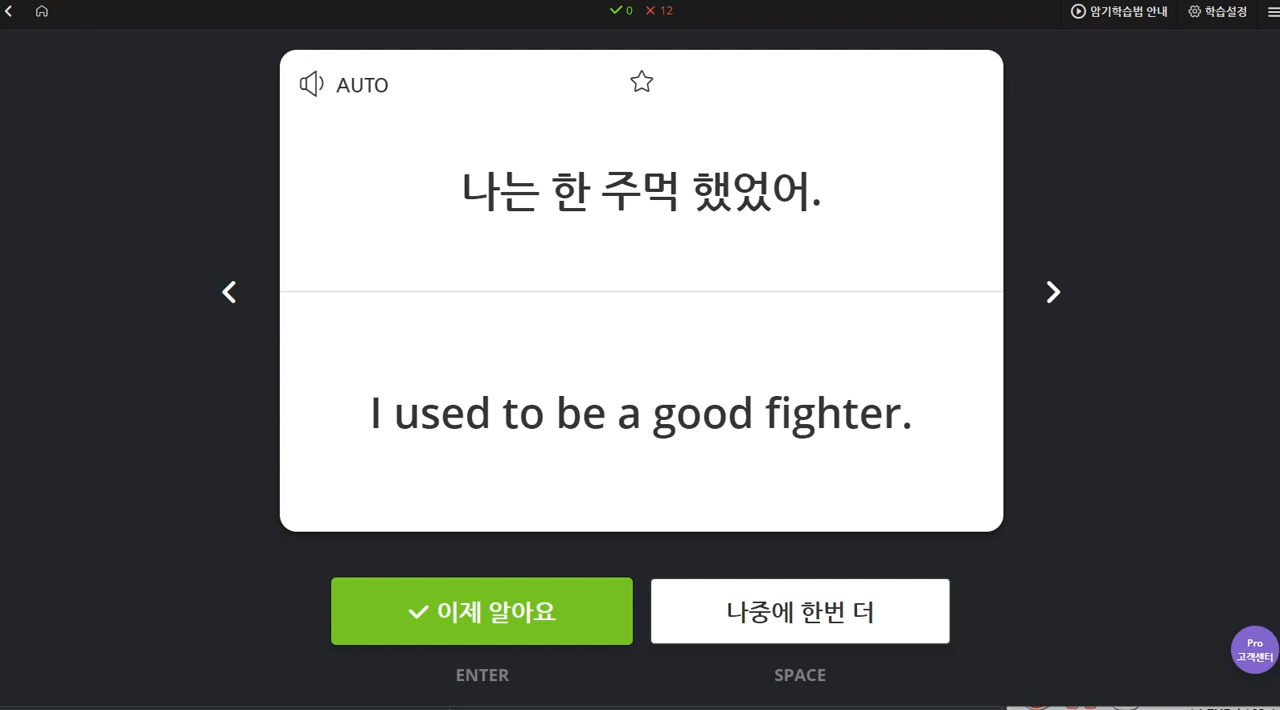 0 12
암기학습법 안내 학습설정
AUTO
나는 한 주먹 했었어.
I used to be a good fighter.
이제 알아요
나중에 한번 더
ENTER SPACE
Pro
고객센터